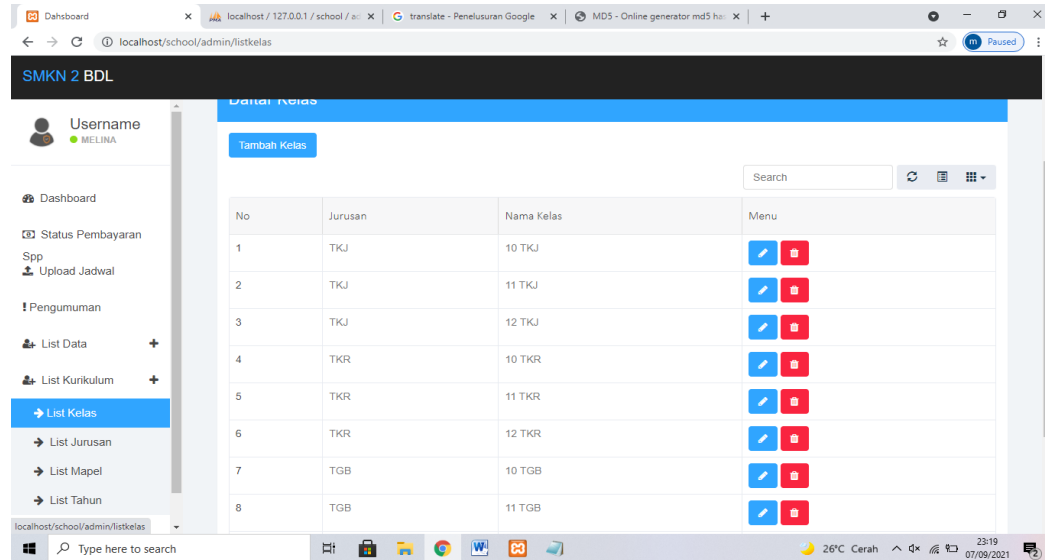 Dahsboard
localhost / 127.0.0.1 / school / ad
translate - Penelusuran Google
MD5 - Online generator md5 ha
localhost/school/admin/listkelas
m Paused
SMKN 2 BDL
Username
MELINA
Dashboard
Status Pembayaran
Spp
Upload Jadwal
Pengumuman
List Data
List Kurikulum
List Kelas
List Jurusan
List Mapel
List Tahun
localhost/school/admin/listkelas
Daftar Kelas
Tambah Kelas
Search
No Jurusan Nama Kelas Menu
1 TKJ 10 TKJ
2 TKJ 11 TKJ
3 TKJ 12 TKJ
4 TKR 10 TKR
5 TKR 11 TKR
6 TKR 12 TKR
7 TGB 10 TGB
8 TGB 11 TGB
Type here to search
26°C Cerah
23:19
07/09/2021
2